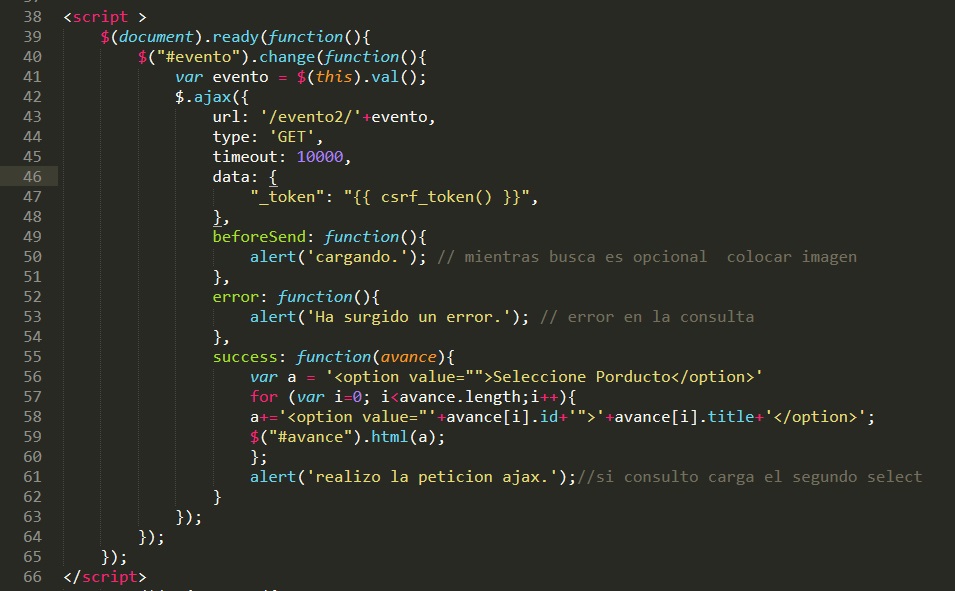 38 <script >
39 $(document).ready(function(){
40 $("#evento").change(function(){
41 var evento = $(this).val();
42 $.ajax({
43 url: '/evento2/'+evento,
44 type: 'GET',
45 timeout: 10000,
46 data: {
47 "_token": "{{ csrf_token() }}",
48 },
49 beforeSend: function(){
50 alert('cargando.'); // mientras busca es opcional  colocar imagen
51 },
52 error: function(){
53 alert('Ha surgido un error.'); // error en la consulta
54 },
55 success: function(avance){
56 var a = '<option value="">Seleccione Porducto</option>'
57 for (var i=0; i<avance.length;i++){
58 a+='<option value="'+avance[i].id+'">'+avance[i].title+'</option>';
59 $("#avance").html(a);
60 };
61 alert('realizo la peticion ajax.');//si consulto carga el segundo select
62 }
63 });
64 });
65 });
66 </script>